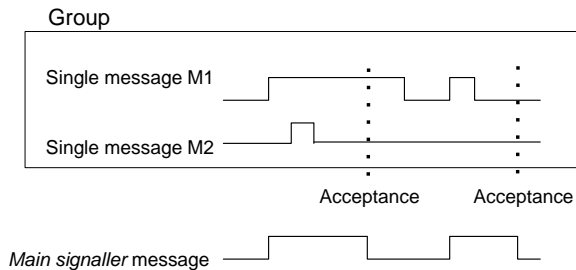 Group
Single message M1
Single message M2
Acceptance Acceptance
Main signaller message